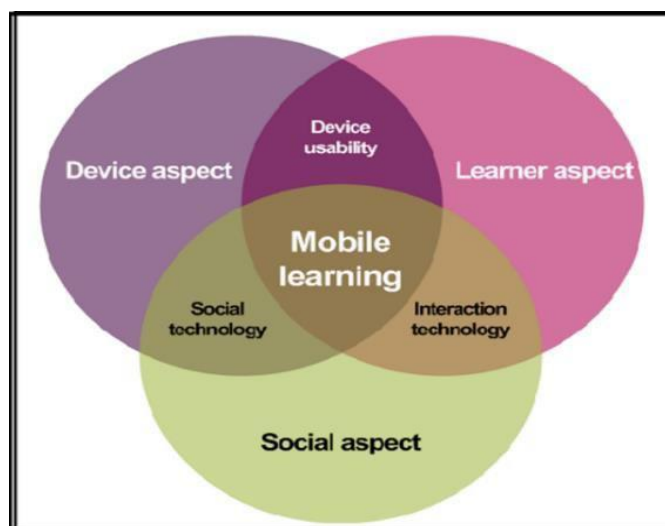 Device
usability
Device aspect
Learner aspect
Mobile
learning
Social
technology
Interaction
technology
Social aspect